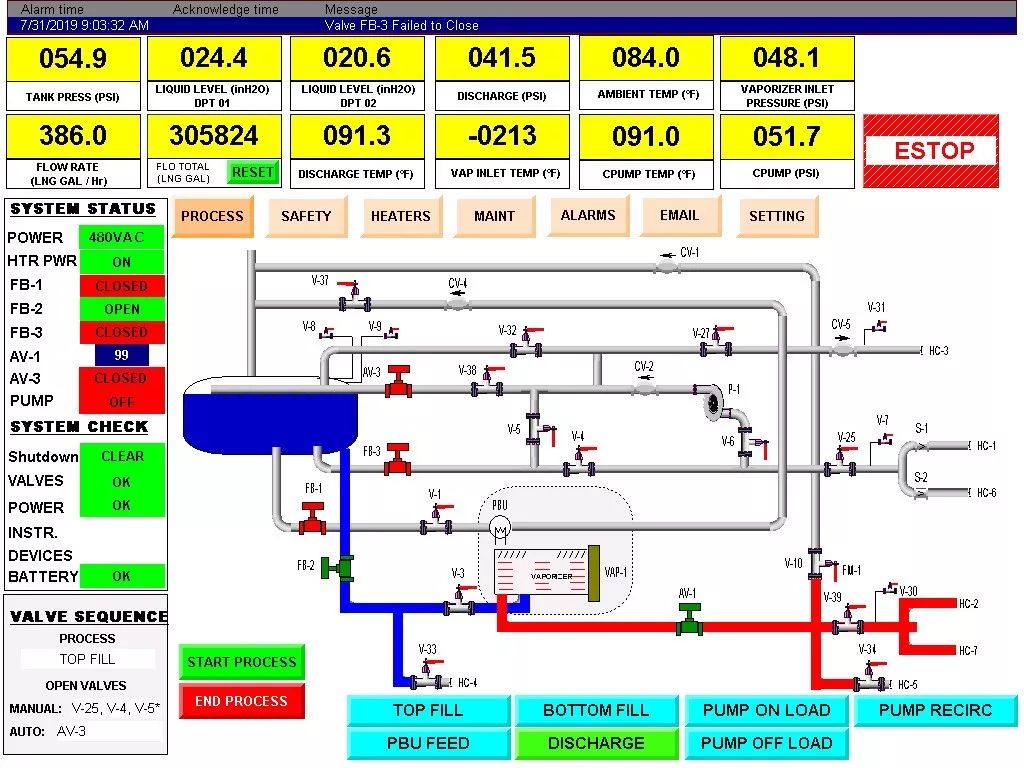 Alarm time Acknowledge time Message
7/31/2019 9:03:32 AM Valve FB-3 Failed to Close
054.9 024.4 020.6 041.5 084.0 048.1
TANK PRESS (PSI)
LIQUID LEVEL (inH2O)
DPT 01
LIQUID LEVEL (inH2O)
DPT 02
DISCHARGE (PSI)
AMBIENT TEMP (°F)
VAPORIZER INLET
PRESSURE (PSI)
386.0 305824 091.3 -0213 091.0 051.7
FLOW RATE
(LNG GAL / Hr)
FLO TOTAL
(LNG GAL)
RESET
DISCHARGE TEMP (°F)
VAP INLET TEMP (°F)
CPUMP TEMP (°F)
CPUMP (PSI)
ESTOP
PROCESS SAFETY HEATERS MAINT ALARMS EMAIL SETTING
SYSTEM STATUS
POWER 480VAC
HTR PWR ON
FB-1 CLOSED
FB-2 OPEN
FB-3 CLOSED
AV-1 99
AV-3 CLOSED
PUMP OFF
SYSTEM CHECK
Shutdown CLEAR
VALVES OK
POWER OK
INSTR.
DEVICES
BATTERY OK
VALVE SEQUENCE
PROCESS
TOP FILL
OPEN VALVES
MANUAL: V-25, V-4, V-5*
AUTO: AV-3
CV-1
V-37
CV-4
V-8
V-9
V-32
V-27
CV-5
V-31
HC-3
AV-3
V-38
CV-2
P-1
V-5
V-4
V-6
V-25
V-7
S-1
HC-1
S-2
HC-6
FB-3
FB-1
V-1
PBU
FB-2
V-3
VAPORIZER
VAP-1
AV-1
V-10
FM-1
V-39
V-30
HC-2
HC-7
V-33
HC-4
V-34
HC-5
START PROCESS
END PROCESS
TOP FILL BOTTOM FILL PUMP ON LOAD PUMP RECIRC
PBU FEED DISCHARGE PUMP OFF LOAD